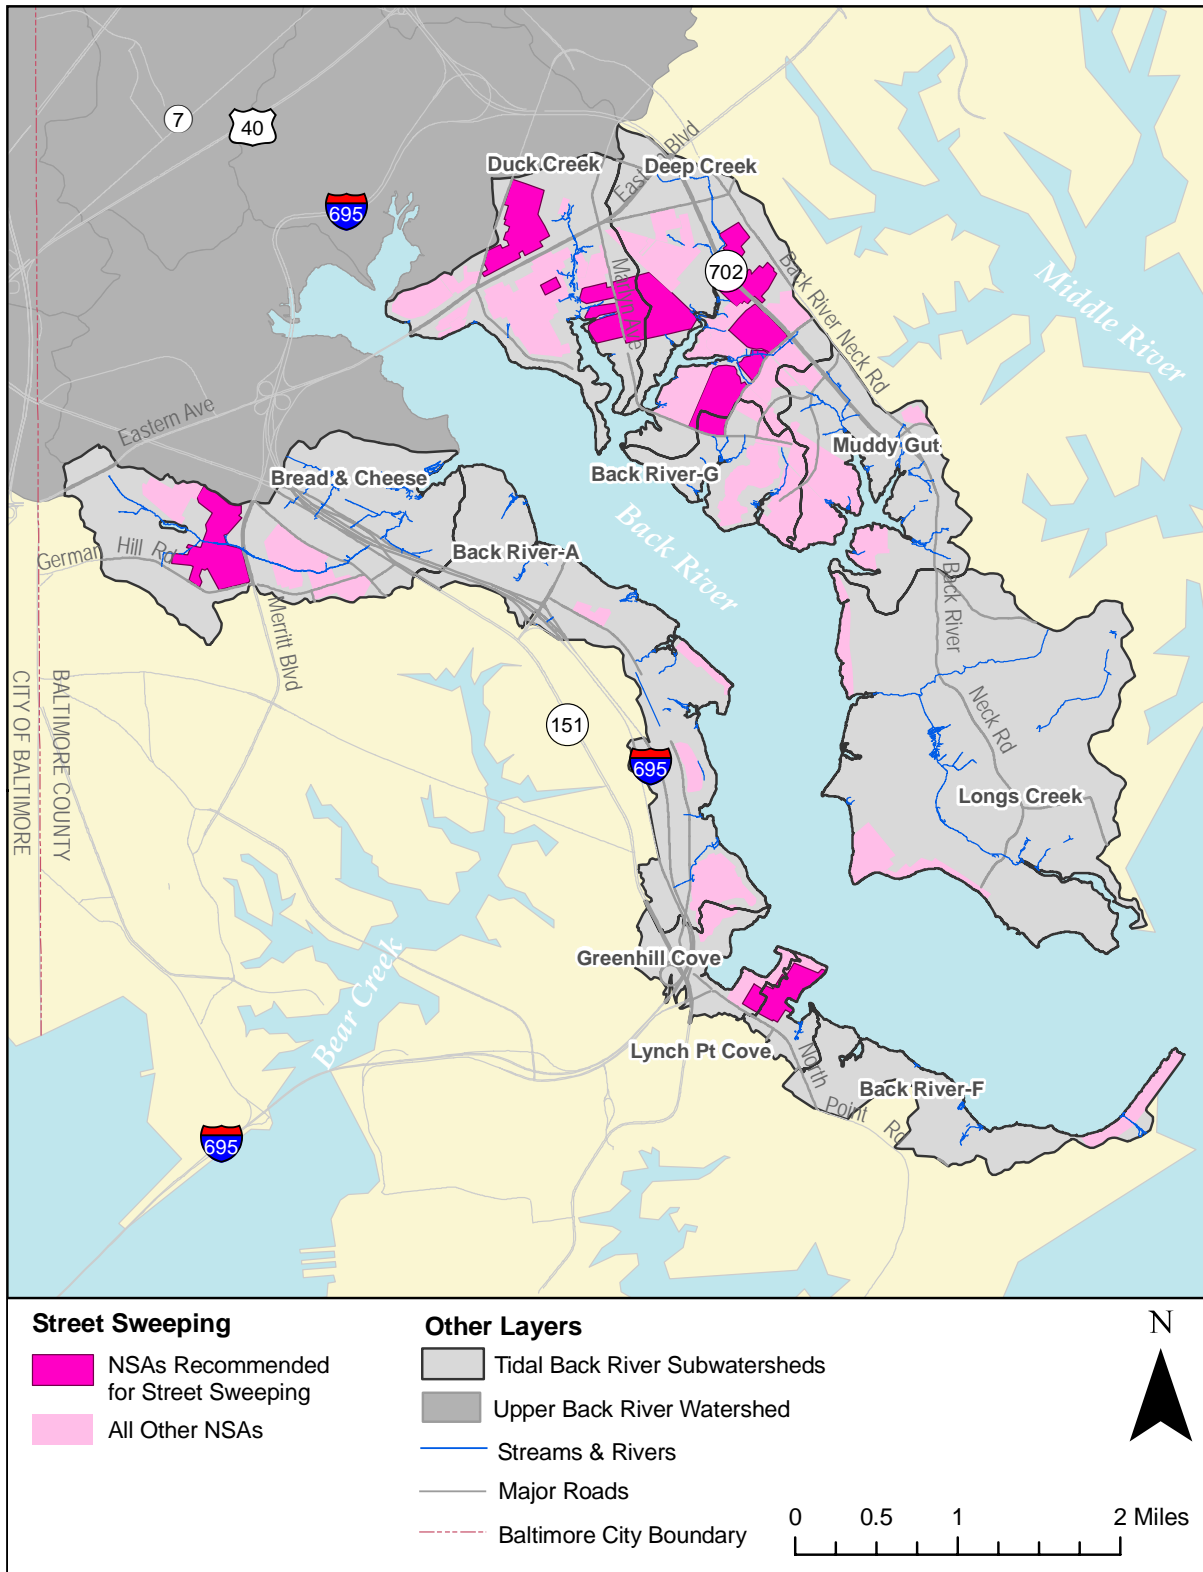 7
40
695
Duck Creek
Eastern Blvd
Deep Creek
702
Marlyn Ave
Back River Neck Rd
Middle River
Eastern Ave
Bread & Cheese
Back River-G
Muddy Gut
Back River
Back River-A
German Hill Rd
Merritt Blvd
BALTIMORE COUNTY
CITY OF BALTIMORE
151
695
Back River Neck Rd
Longs Creek
Bear Creek
Greenhill Cove
Lynch Pt Cove
North Point Rd
Back River-F
695
Street Sweeping
NSAs Recommended
for Street Sweeping
All Other NSAs
Other Layers
Tidal Back River Subwatersheds
Upper Back River Watershed
Streams & Rivers
Major Roads
Baltimore City Boundary
N
0 0.5 1 2 Miles